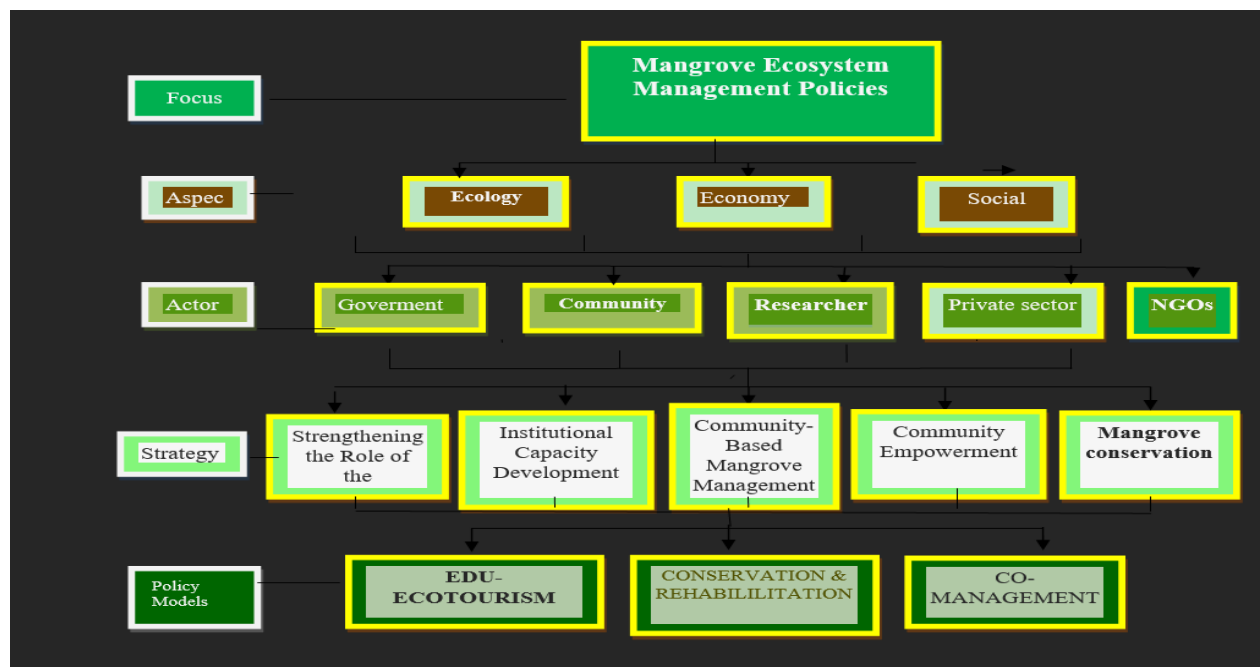 Mangrove Ecosystem
Management Policies
Focus
Aspec
Ecology
Economy
Social
Actor
Goverment
Community
Researcher
Private sector
NGOs
Strategy
Strengthening
the Role of
the
Institutional
Capacity
Development
Community-
Based
Mangrove
Management
Community
Empowerment
Mangrove
conservation
Policy
Models
EDU-
ECOTOURISM
CONSERVATION &
REHABILILITATION
CO-
MANAGEMENT